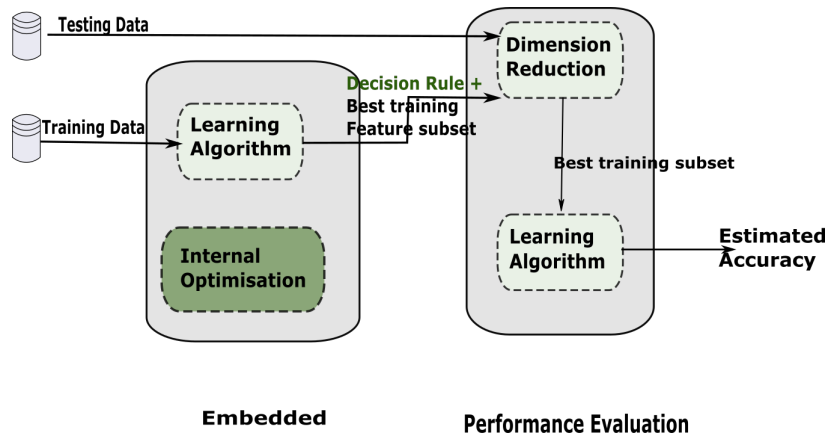 Testing Data
Training Data
Learning
Algorithm
Internal
Optimisation
Decision Rule +
Best training
Feature subset
Dimension
Reduction
Best training subset
Learning
Algorithm
Estimated
Accuracy
Embedded
Performance Evaluation